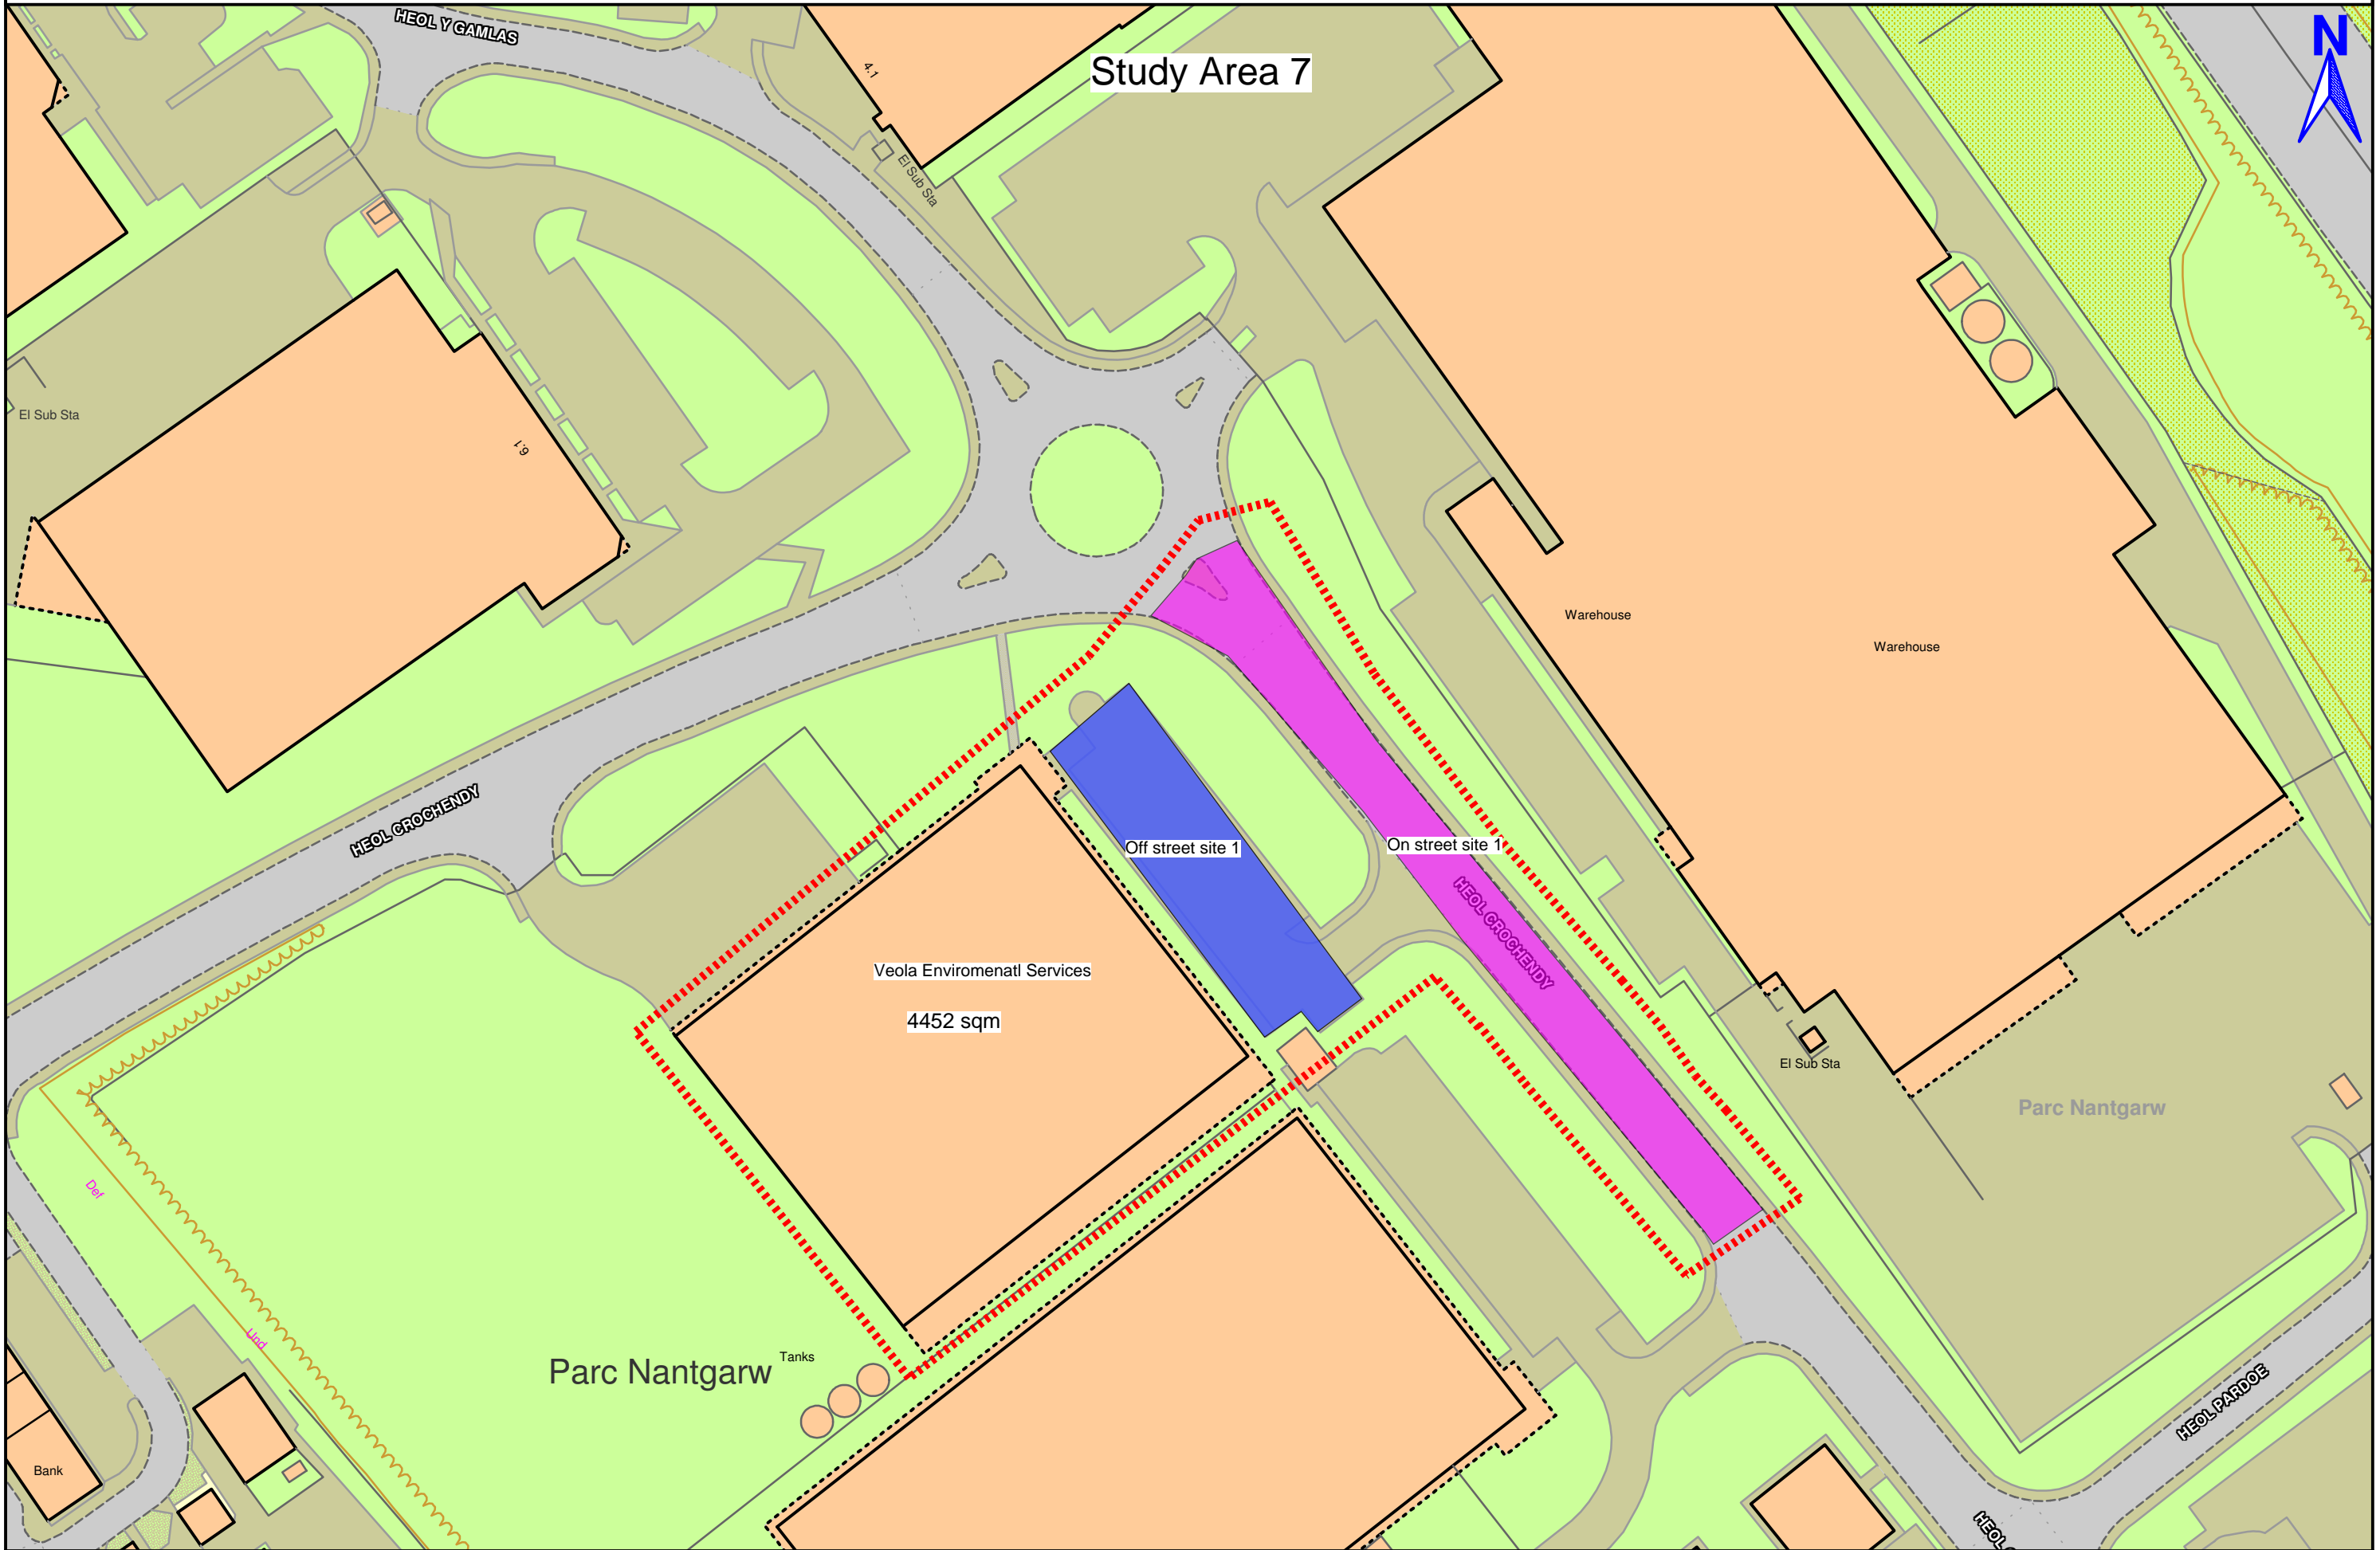 HEOL Y GAMLAS
Study Area 7
N
4.1
El Sub Sta
El Sub Sta
6.1
Warehouse
Warehouse
HEOL CROCHENDY
Off street site 1
On street site 1
HEOL CROCHENDY
Veola Enviromenatl Services
4452 sqm
El Sub Sta
Parc Nantgarw
Def
Und
Parc Nantgarw
Tanks
Bank
HEOL PARDOE
HEOL